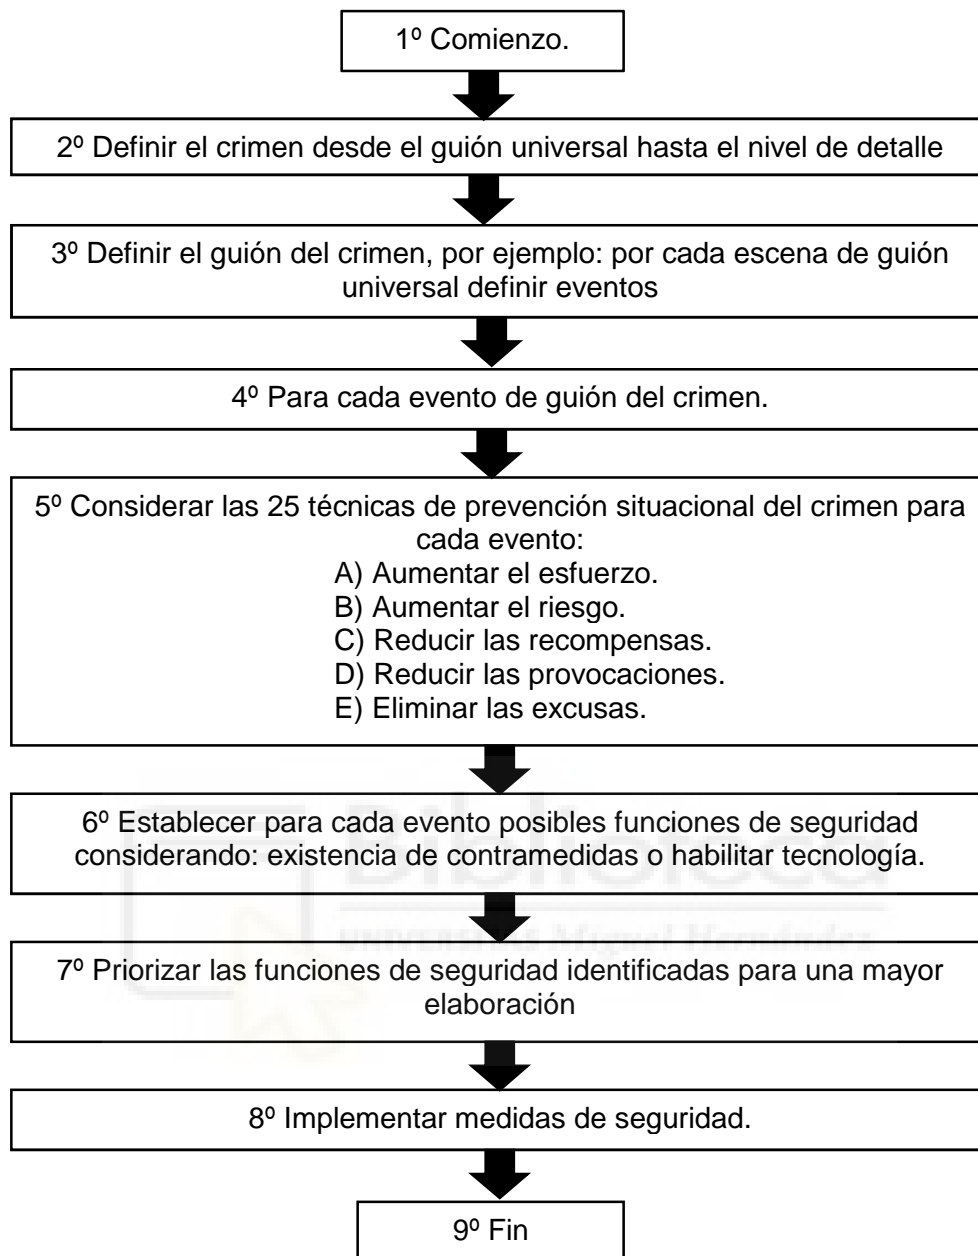 1º Comienzo.
2º Definir el crimen desde el guión universal hasta el nivel de detalle
3º Definir el guión del crimen, por ejemplo: por cada escena de guión
universal definir eventos
4º Para cada evento de guión del crimen.
5º Considerar las 25 técnicas de prevención situacional del crimen para
cada evento:
A) Aumentar el esfuerzo.
B) Aumentar el riesgo.
C) Reducir las recompensas.
D) Reducir las provocaciones.
E) Eliminar las excusas.
6º Establecer para cada evento posibles funciones de seguridad
considerando: existencia de contramedidas o habilitar tecnología.
Biblioteca
UNIVERSITAS Miguel Hernández
7º Priorizar las funciones de seguridad identificadas para una mayor
elaboración
8º Implementar medidas de seguridad.
9º Fin